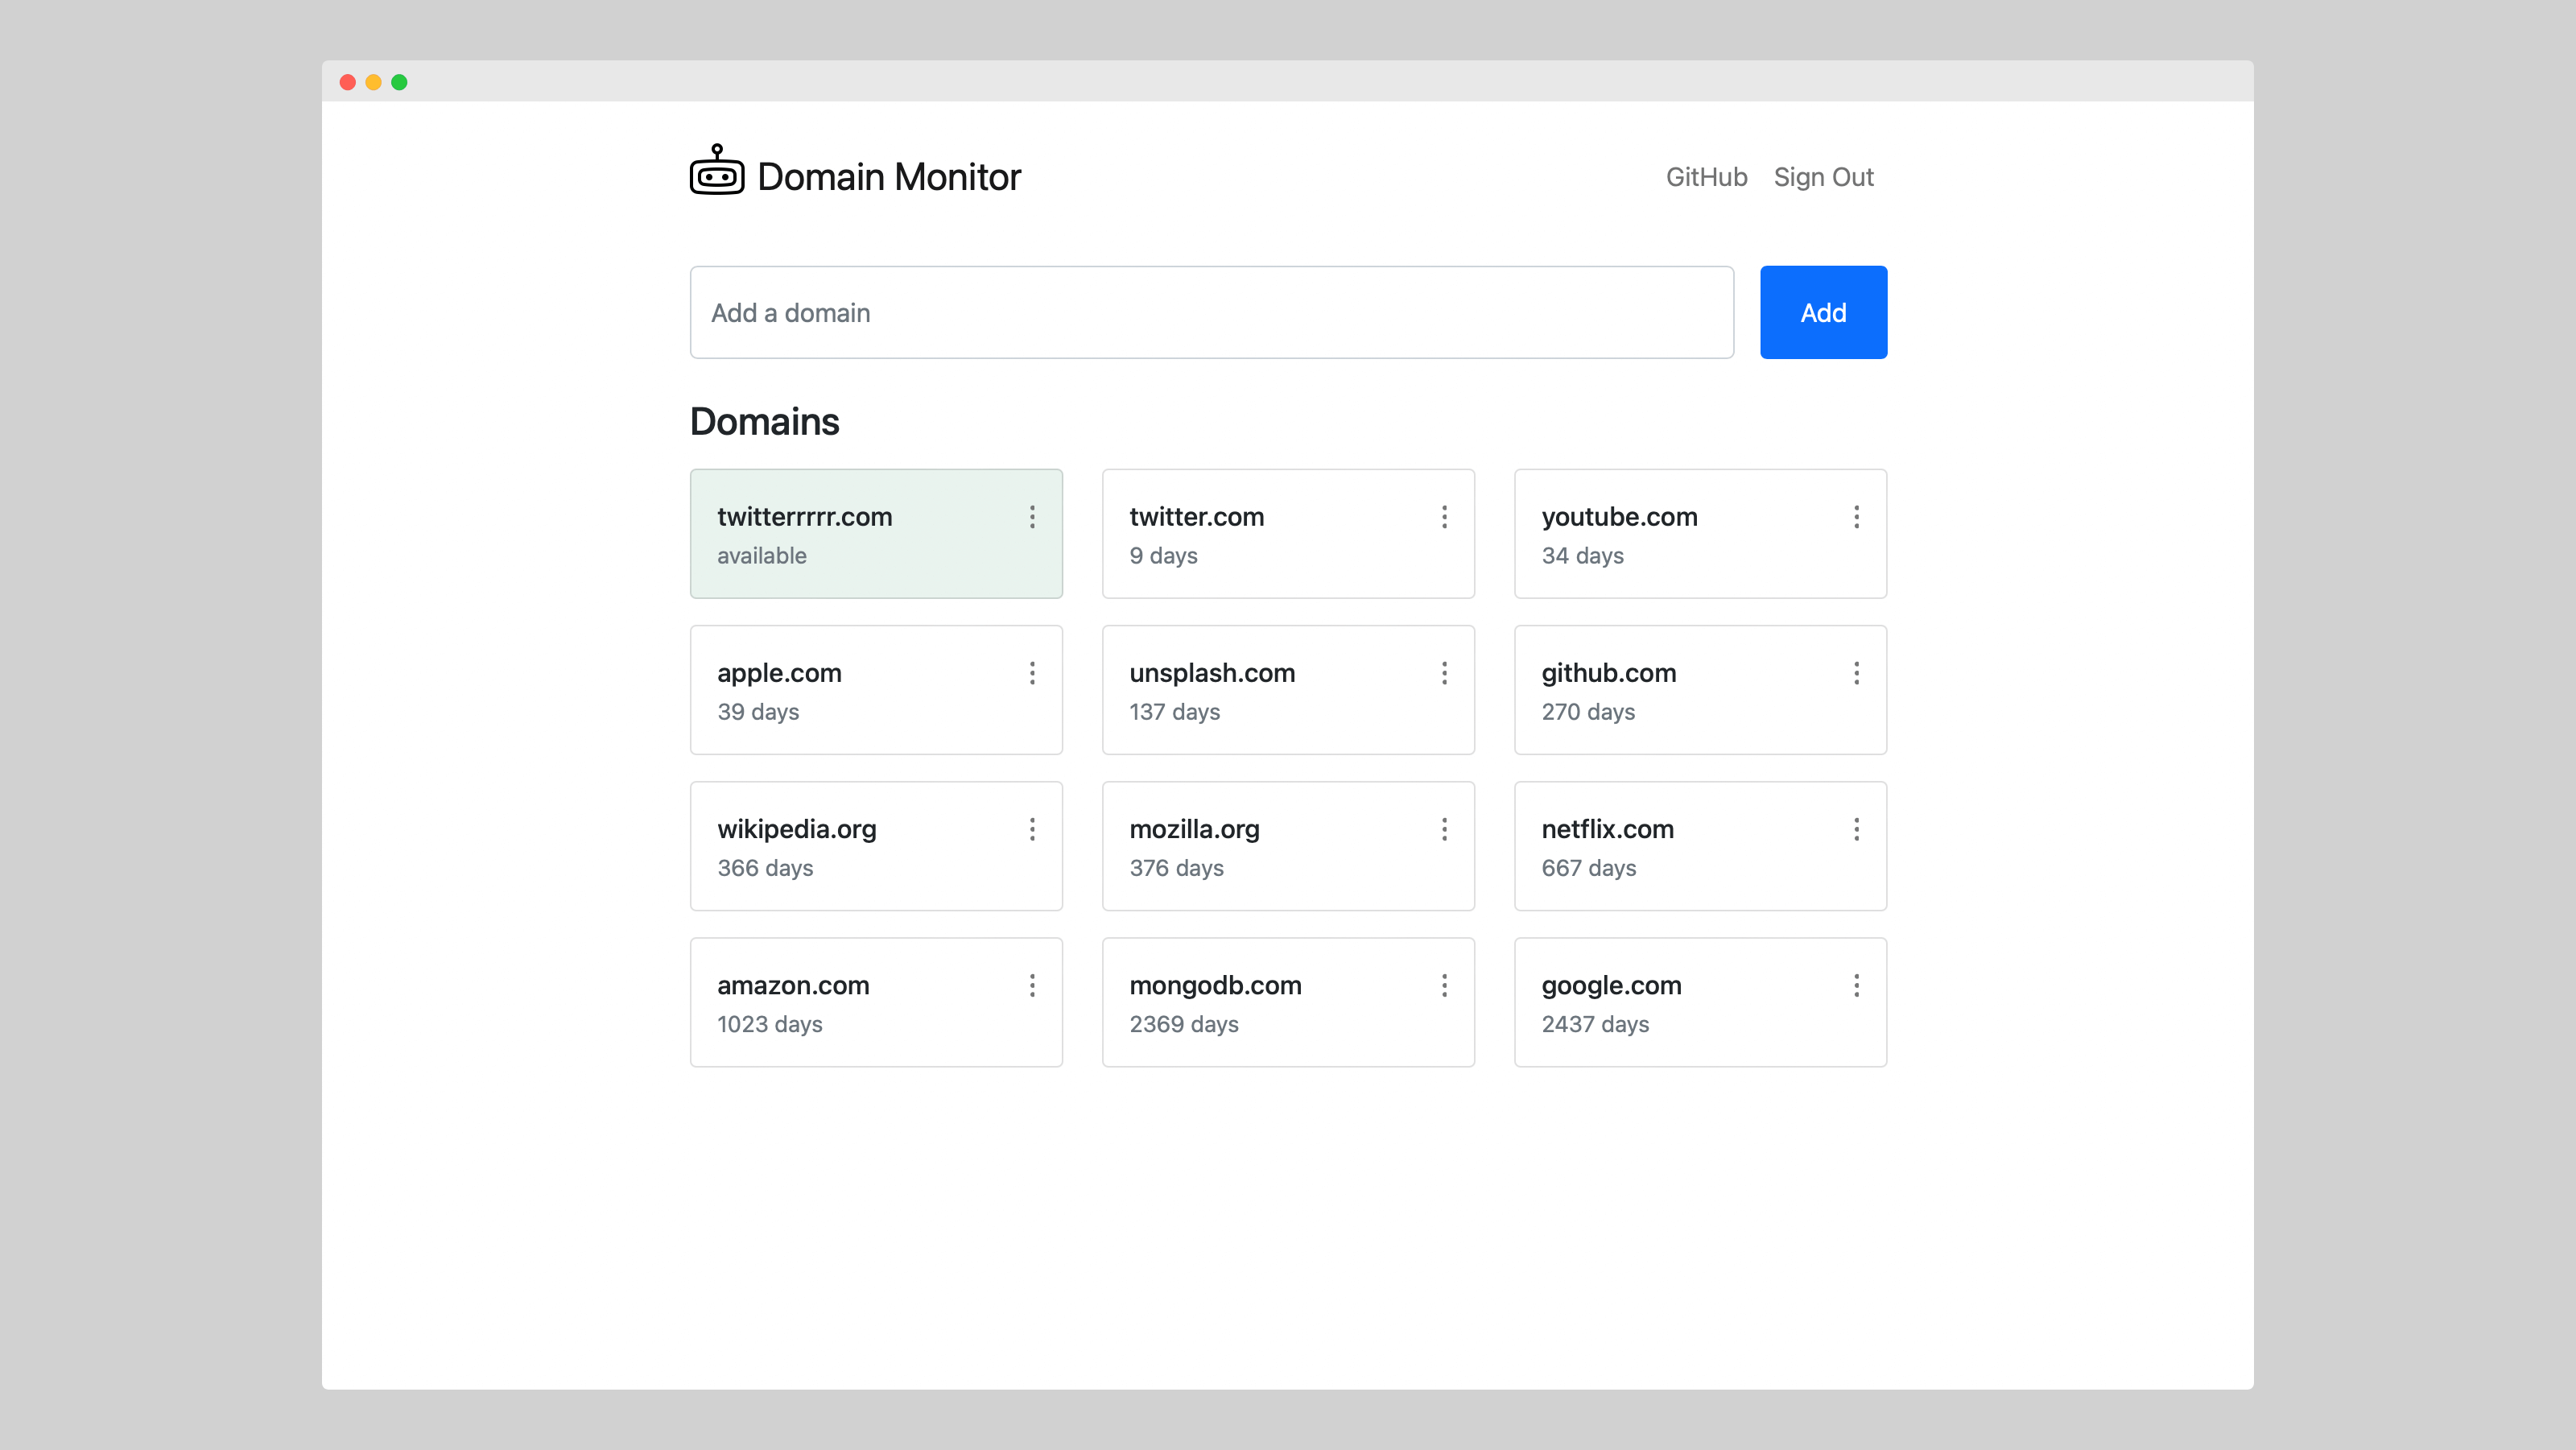 Domain Monitor
GitHub Sign Out
Add a domain
Add
Domains
twitterrrrr.com
available
twitter.com
9 days
youtube.com
34 days
apple.com
39 days
unsplash.com
137 days
github.com
270 days
wikipedia.org
366 days
mozilla.org
376 days
netflix.com
667 days
amazon.com
1023 days
mongodb.com
2369 days
google.com
2437 days